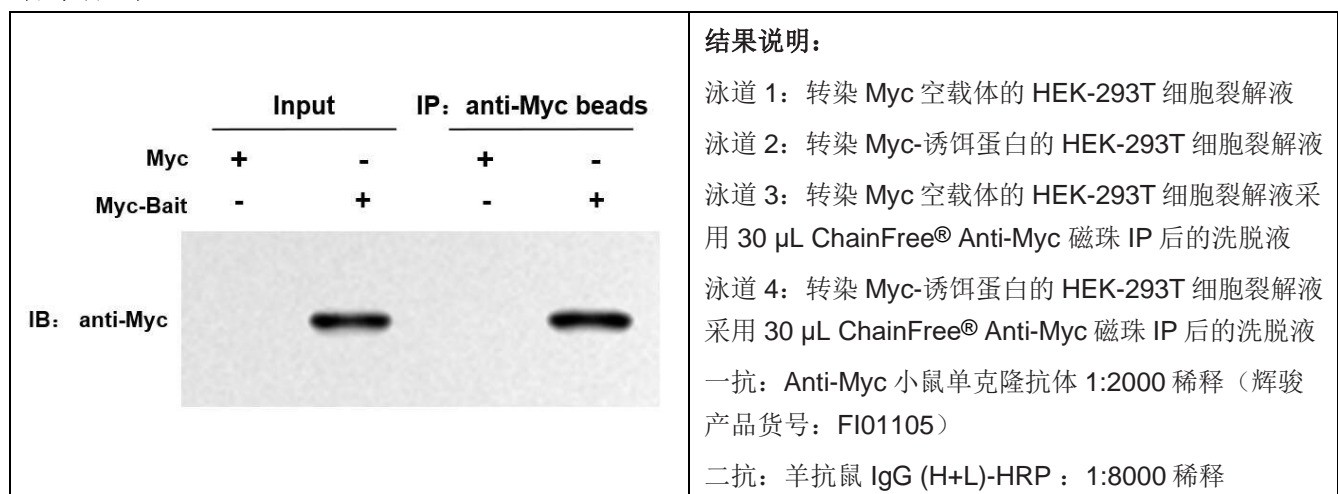 Input IP：anti-Myc beads
Myc + - + -
Myc-Bait - + - +
IB： anti-Myc
结果说明：
泳道 1：转染 Myc 空载体的 HEK-293T 细胞裂解液
泳道 2：转染 Myc-诱饵蛋白的 HEK-293T 细胞裂解液
泳道 3：转染 Myc 空载体的 HEK-293T 细胞裂解液采
用 30 μL ChainFree® Anti-Myc 磁珠 IP 后的洗脱液
泳道 4：转染 Myc-诱饵蛋白的 HEK-293T 细胞裂解液
采用 30 μL ChainFree® Anti-Myc 磁珠 IP 后的洗脱液
一抗：Anti-Myc 小鼠单克隆抗体 1:2000 稀释（辉骏
产品货号：FI01105）
二抗：羊抗鼠 IgG (H+L)-HRP ：1:8000 稀释